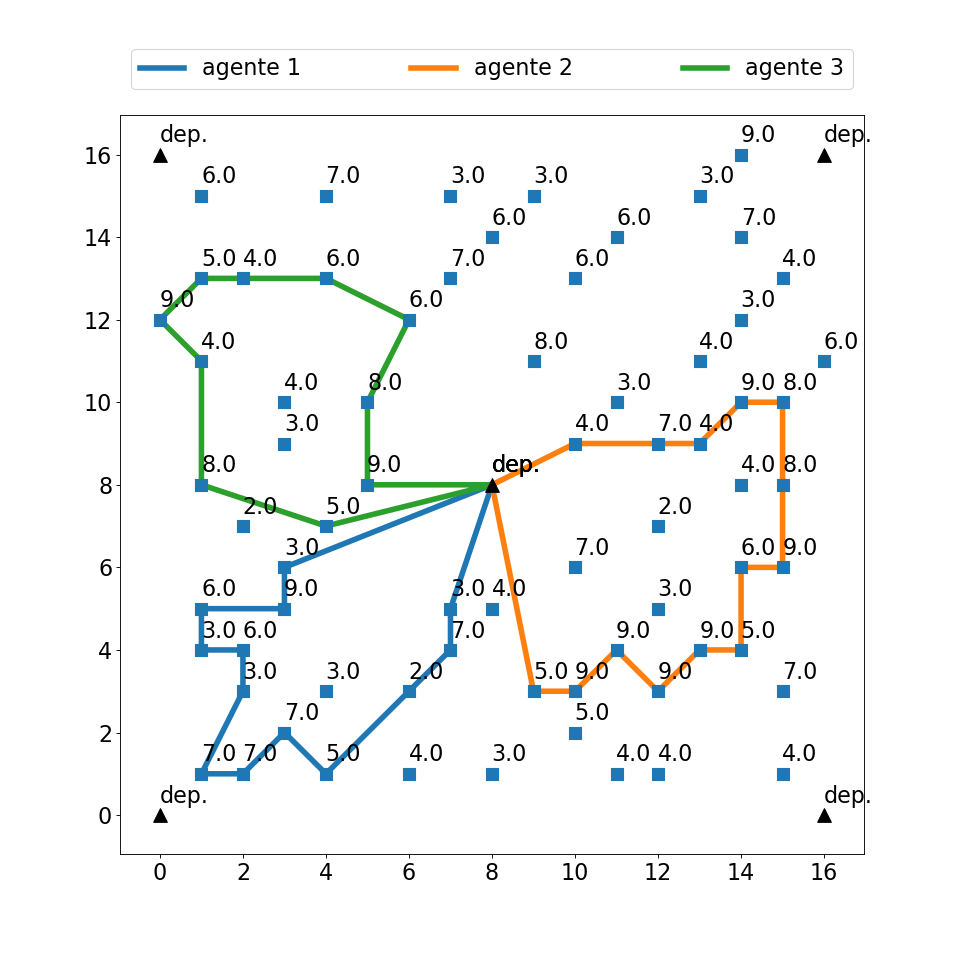 agente 1 agente 2 agente 3
dep. 9.0 dep.
16
6.0 7.0 3.0 3.0 3.0
6.0 6.0 7.0
14
5.0 4.0 6.0 7.0 6.0 4.0
9.0 6.0 3.0
12
4.0 8.0 4.0 6.0
4.0 8.0 3.0 9.0 8.0
10
3.0 4.0 7.0 4.0
8.0 9.0 dep. 4.0 8.0
8
2.0 5.0 2.0
3.0 7.0 6.0 9.0
6
6.0 9.0 3.0 4.0 3.0
3.0 6.0 7.0 9.0 9.0 5.0
4
3.0 3.0 2.0 5.0 9.0 9.0 7.0
7.0 5.0
2
7.0 7.0 5.0 4.0 3.0 4.0 4.0 4.0
dep. dep.
0
0 2 4 6 8 10 12 14 16